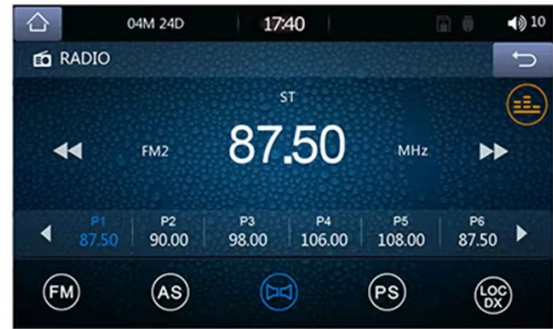 04M 24D 17:40 10
RADIO
ST
FM2 87.50 MHz
P1 P2 P3 P4 P5 P6
87.50 90.00 98.00 106.00 108.00 87.50
FM AS PS LOC
DX